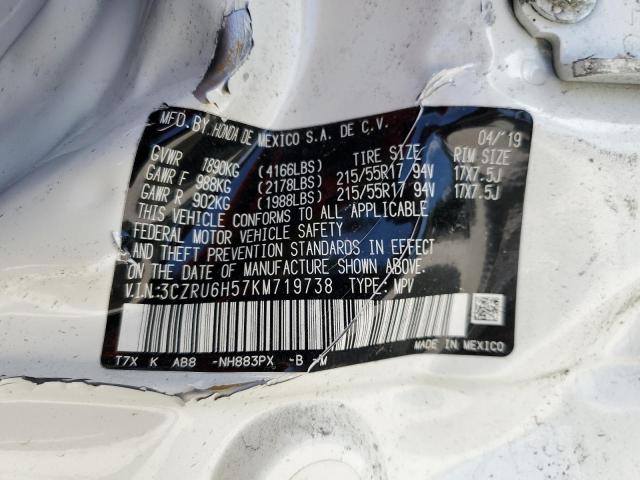 MFD.BY HONDA DE MEXICO S.A. DE C.V. 04/'19
GVWR 1890KG (4166LBS) TIRE SIZE RIM SIZE
GAWR F 988KG (2178LBS) 215/55R17 94V 17X7.5J
GAWR R 902KG (1988LBS) 215/55R17 94V 17X7.5J
THIS VEHICLE CONFORMS TO ALL APPLICABLE
FEDERAL MOTOR VEHICLE SAFETY
AND THEFT PREVENTION STANDARDS IN EFFECT
ON THE DATE OF MANUFACTURE SHOWN ABOVE.
V.I.N.:3CZRU6H57KM719738 TYPE: MPV
T7X K AB8 -NH883PX -B -M
MADE IN MEXICO